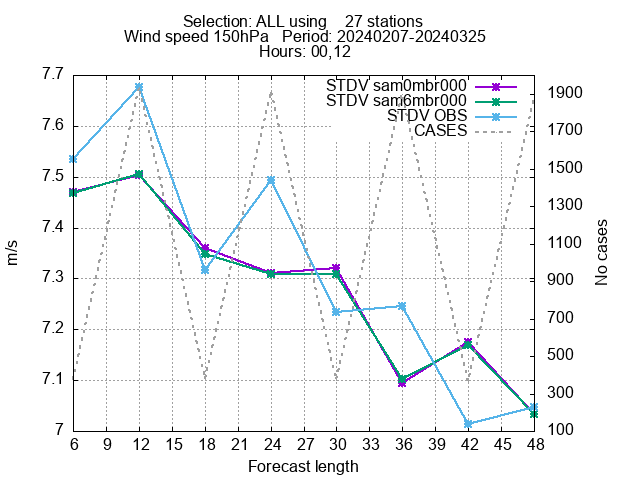 Selection: ALL using    27 stations
Wind speed 150hPa   Period: 20240207-20240325
Hours: 00,12
STDV sam0mbr000
STDV sam6mbr000
STDV OBS
CASES
m/s
7.7
7.6
7.5
7.4
7.3
7.2
7.1
7
No cases
1900
1700
1500
1300
1100
900
700
500
300
100
6 9 12 15 18 21 24 27 30 33 36 39 42 45 48
Forecast length